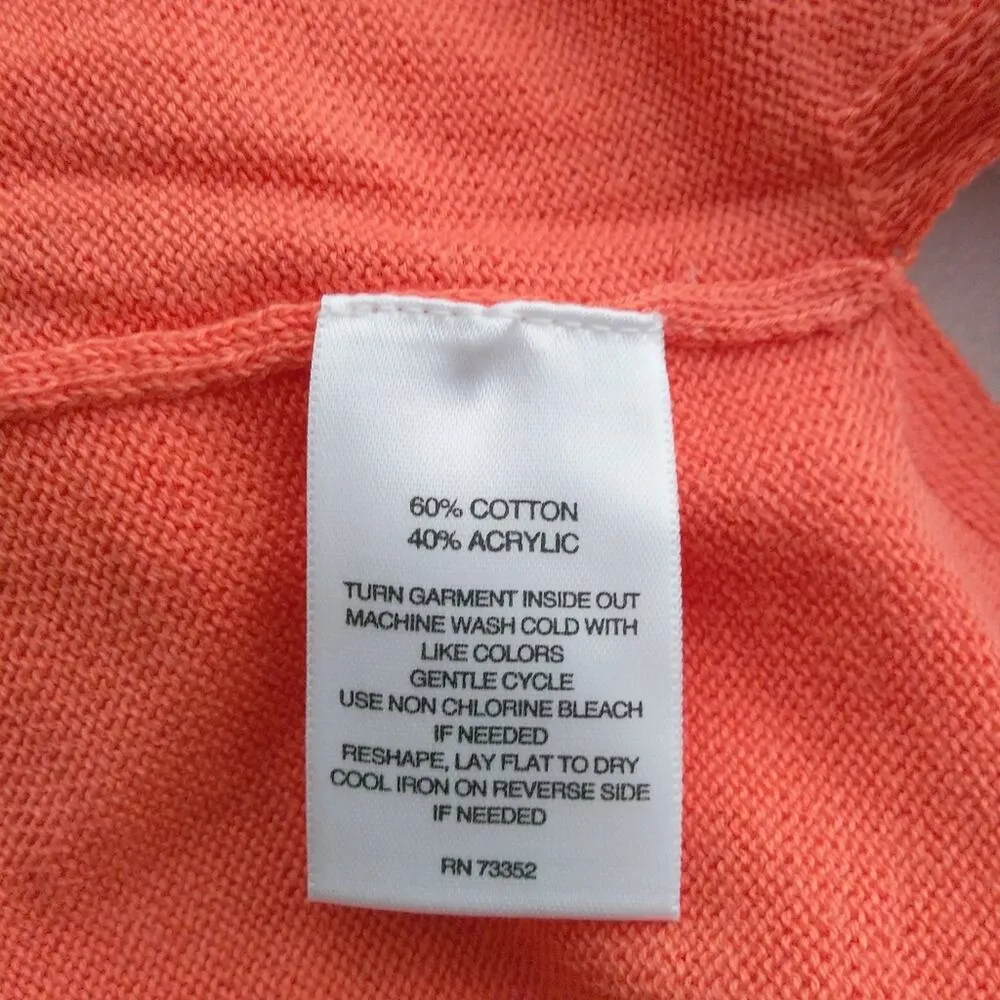 60% COTTON
40% ACRYLIC
TURN GARMENT INSIDE OUT
MACHINE WASH COLD WITH
LIKE COLORS
GENTLE CYCLE
USE NON CHLORINE BLEACH
IF NEEDED
RESHAPE, LAY FLAT TO DRY
COOL IRON ON REVERSE SIDE
IF NEEDED
RN 73352